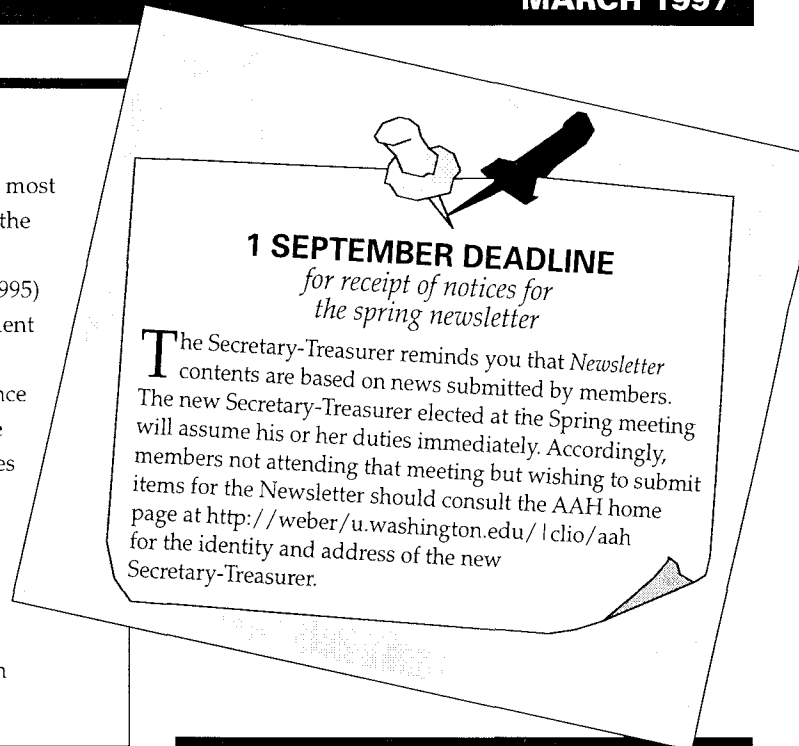 MARCH 1997
most
the
995)
ent
nce
e
es
n
1 SEPTEMBER DEADLINE
for receipt of notices for
the spring newsletter
The Secretary-Treasurer reminds you that Newsletter
contents are based on news submitted by members.
The new Secretary-Treasurer elected at the Spring meeting
will assume his or her duties immediately. Accordingly,
members not attending that meeting but wishing to submit
items for the Newsletter should consult the AAH home
page at http://weber/u.washington.edu/|clio/aah
for the identity and address of the new
Secretary-Treasurer.